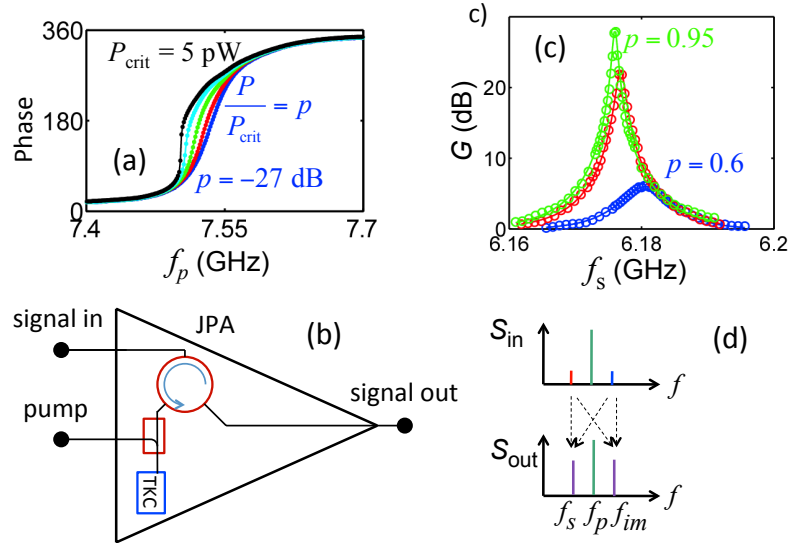 360
180
0
Phase
P_crit = 5 pW
P/P_crit = p
p = −27 dB
(a)
7.4 7.55 7.7
f_p (GHz)
c)
(c)
20
10
0
G (dB)
p = 0.95
p = 0.6
6.16 6.18 6.2
f_s (GHz)
(b)
JPA
signal in
pump
signal out
TKC
(d)
S_in
f
S_out
f
f_s f_p f_im